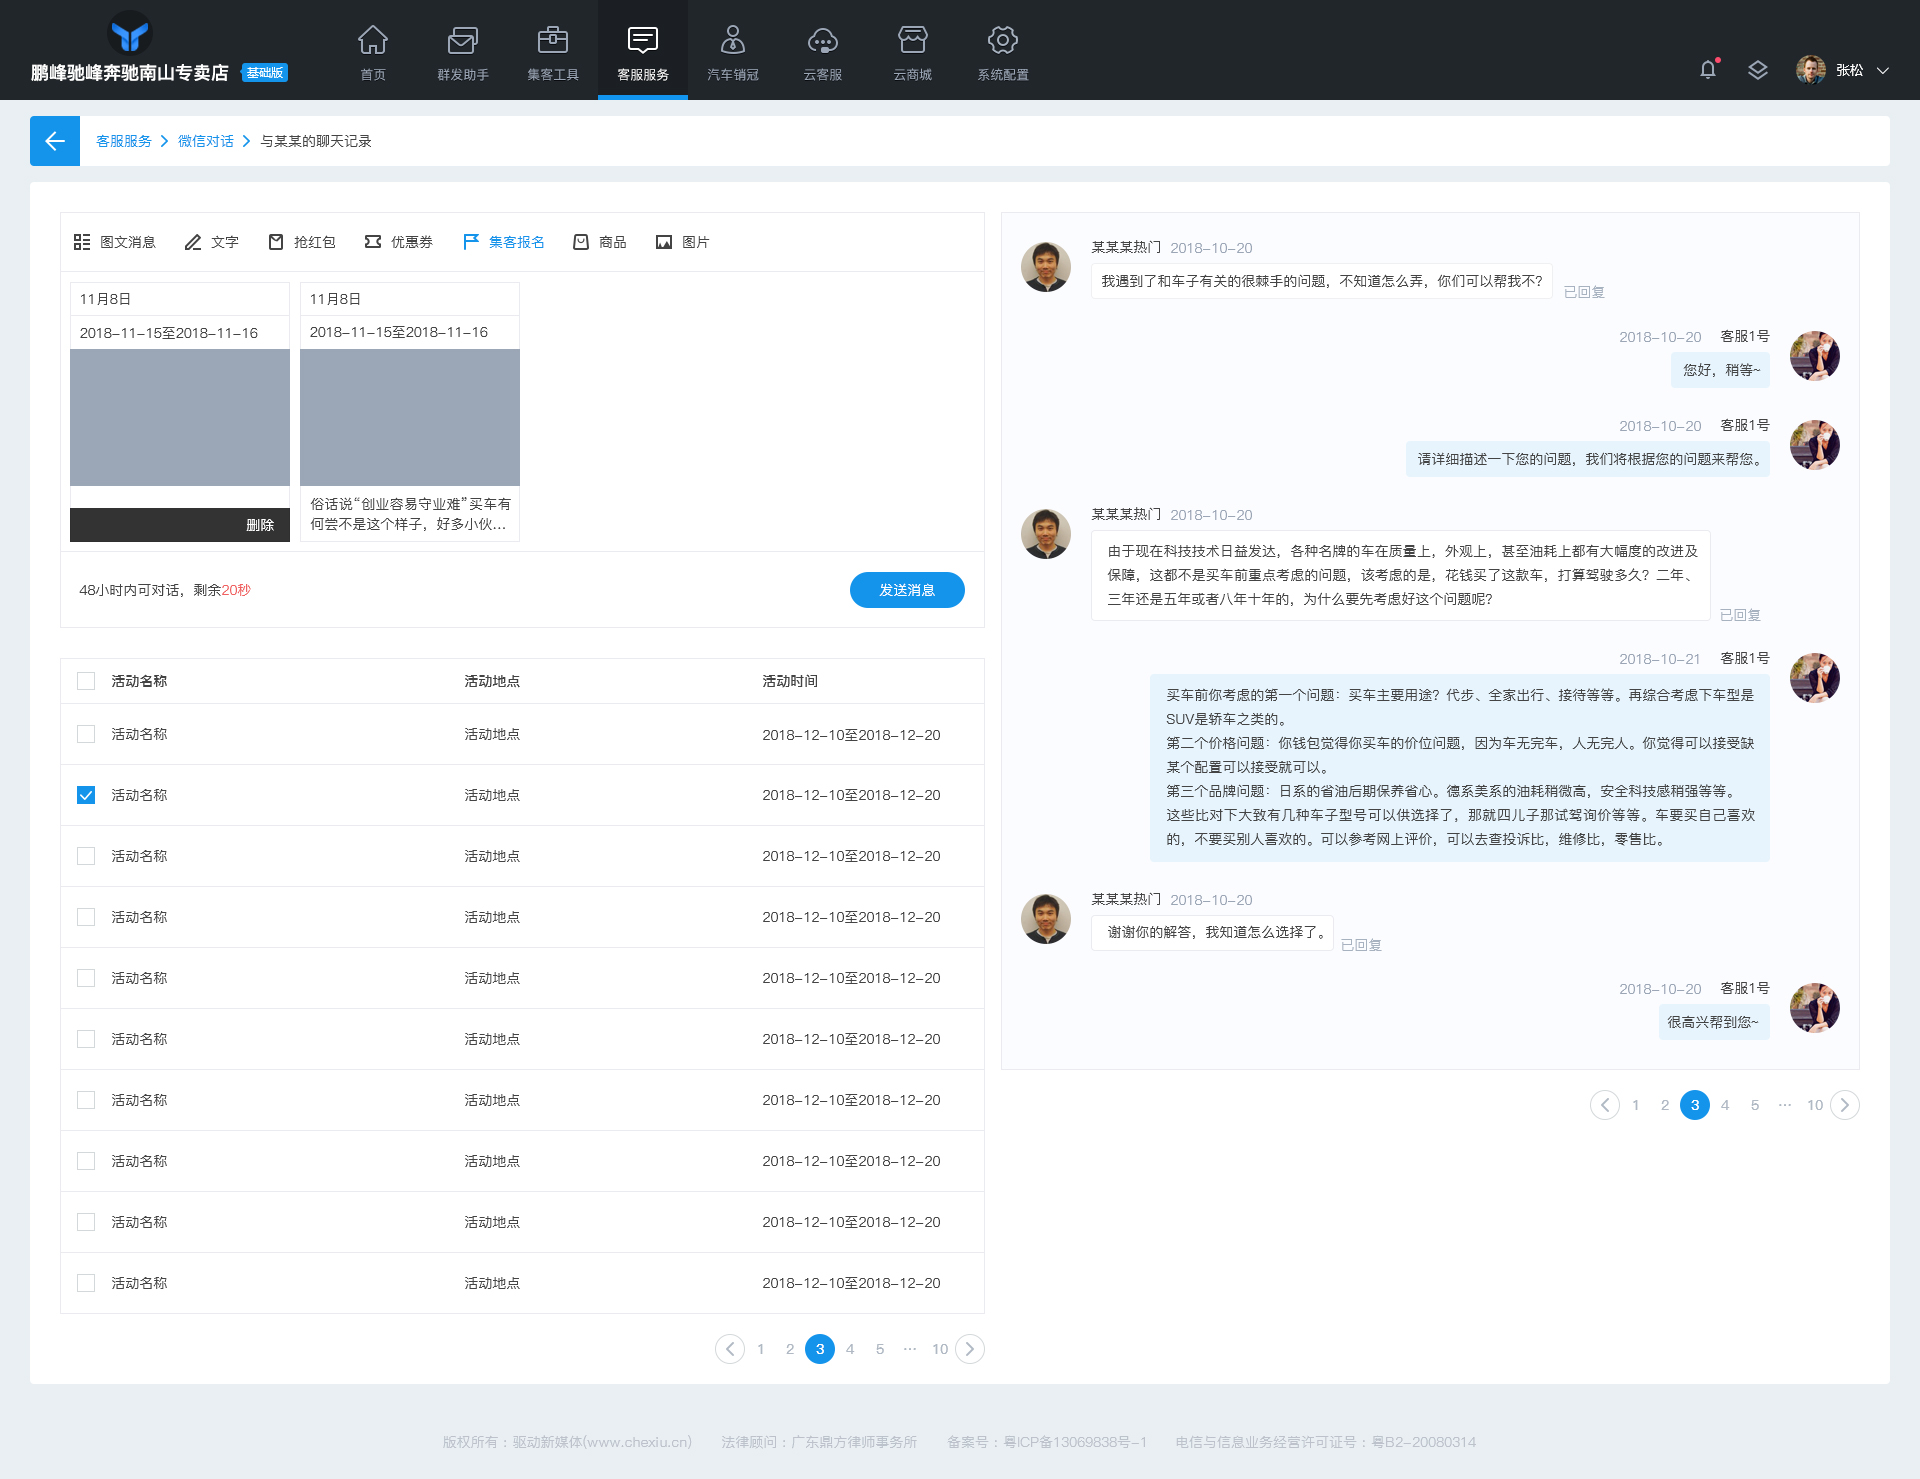 鹏峰驰峰奔驰南山专卖店 基础版
首页 群发助手 集客工具 客服服务 汽车销冠 云客服 云商城 系统配置
张松
客服服务 > 微信对话 > 与某某的聊天记录
图文消息 文字 抢红包 优惠券 集客报名 商品 图片
11月8日
2018-11-15至2018-11-16
删除
11月8日
2018-11-15至2018-11-16
俗话说“创业容易守业难”买车有
何尝不是这个样子，好多小伙...
48小时内可对话，剩余20秒
发送消息
活动名称 活动地点 活动时间
活动名称 活动地点 2018-12-10至2018-12-20
活动名称 活动地点 2018-12-10至2018-12-20
活动名称 活动地点 2018-12-10至2018-12-20
活动名称 活动地点 2018-12-10至2018-12-20
活动名称 活动地点 2018-12-10至2018-12-20
活动名称 活动地点 2018-12-10至2018-12-20
活动名称 活动地点 2018-12-10至2018-12-20
活动名称 活动地点 2018-12-10至2018-12-20
活动名称 活动地点 2018-12-10至2018-12-20
活动名称 活动地点 2018-12-10至2018-12-20
1 2 3 4 5 ··· 10
某某某热门 2018-10-20
我遇到了和车子有关的很棘手的问题，不知道怎么弄，你们可以帮我不？
已回复
2018-10-20 客服1号
您好，稍等~
2018-10-20 客服1号
请详细描述一下您的问题，我们将根据您的问题来帮您。
某某某热门 2018-10-20
由于现在科技技术日益发达，各种名牌的车在质量上，外观上，甚至油耗上都有大幅度的改进及
保障，这都不是买车前重点考虑的问题，该考虑的是，花钱买了这款车，打算驾驶多久？二年、
三年还是五年或者八年十年的，为什么要先考虑好这个问题呢？
已回复
2018-10-21 客服1号
买车前你考虑的第一个问题：买车主要用途？代步、全家出行、接待等等。再综合考虑下车型是
SUV是轿车之类的。
第二个价格问题：你钱包觉得你买车的价位问题，因为车无完车，人无完人。你觉得可以接受缺
某个配置可以接受就可以。
第三个品牌问题：日系的省油后期保养省心。德系美系的油耗稍微高，安全科技感稍强等等。
这些比对下大致有几种车子型号可以供选择了，那就四儿子那试驾询价等等。车要买自己喜欢
的，不要买别人喜欢的。可以参考网上评价，可以去查投诉比，维修比，零售比。
某某某热门 2018-10-20
谢谢你的解答，我知道怎么选择了。
已回复
2018-10-20 客服1号
很高兴帮到您~
1 2 3 4 5 ··· 10
版权所有：驱动新媒体(www.chexiu.cn) 法律顾问：广东鼎方律师事务所 备案号：粤ICP备13069838号-1 电信与信息业务经营许可证号：粤B2-20080314